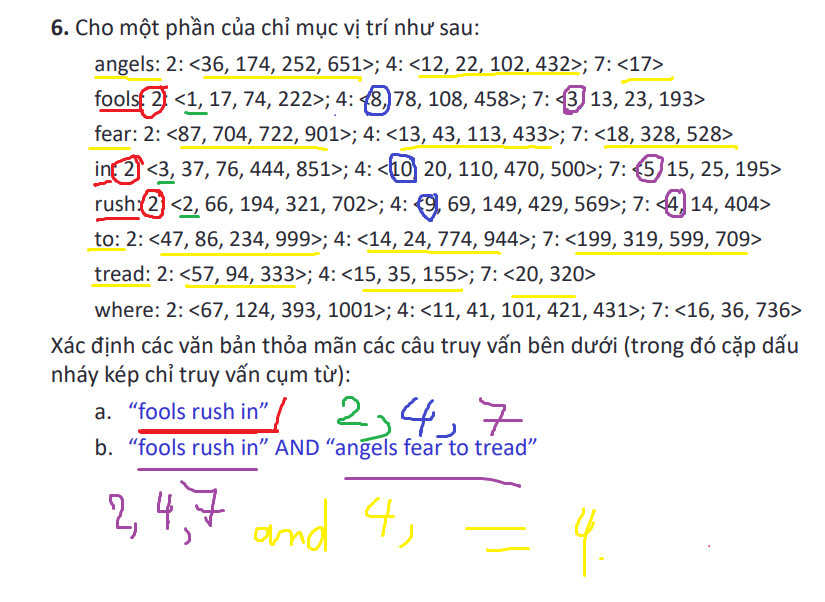 6. Cho một phần của chỉ mục vị trí như sau:
angels: 2: <36, 174, 252, 651>; 4: <12, 22, 102, 432>; 7: <17>
fools: 2: <1, 17, 74, 222>; 4: <8, 78, 108, 458>; 7: <3, 13, 23, 193>
fear: 2: <87, 704, 722, 901>; 4: <13, 43, 113, 433>; 7: <18, 328, 528>
in: 2: <3, 37, 76, 444, 851>; 4: <10, 20, 110, 470, 500>; 7: <5, 15, 25, 195>
rush: 2: <2, 66, 194, 321, 702>; 4: <9, 69, 149, 429, 569>; 7: <4, 14, 404>
to: 2: <47, 86, 234, 999>; 4: <14, 24, 774, 944>; 7: <199, 319, 599, 709>
tread: 2: <57, 94, 333>; 4: <15, 35, 155>; 7: <20, 320>
where: 2: <67, 124, 393, 1001>; 4: <11, 41, 101, 421, 431>; 7: <16, 36, 736>
Xác định các văn bản thỏa mãn các câu truy vấn bên dưới (trong đó cặp dấu
nháy kép chỉ truy vấn cụm từ):
a. “fools rush in” 2, 4, 7
b. “fools rush in” AND “angels fear to tread”
2, 4, 7 and 4, = 4.